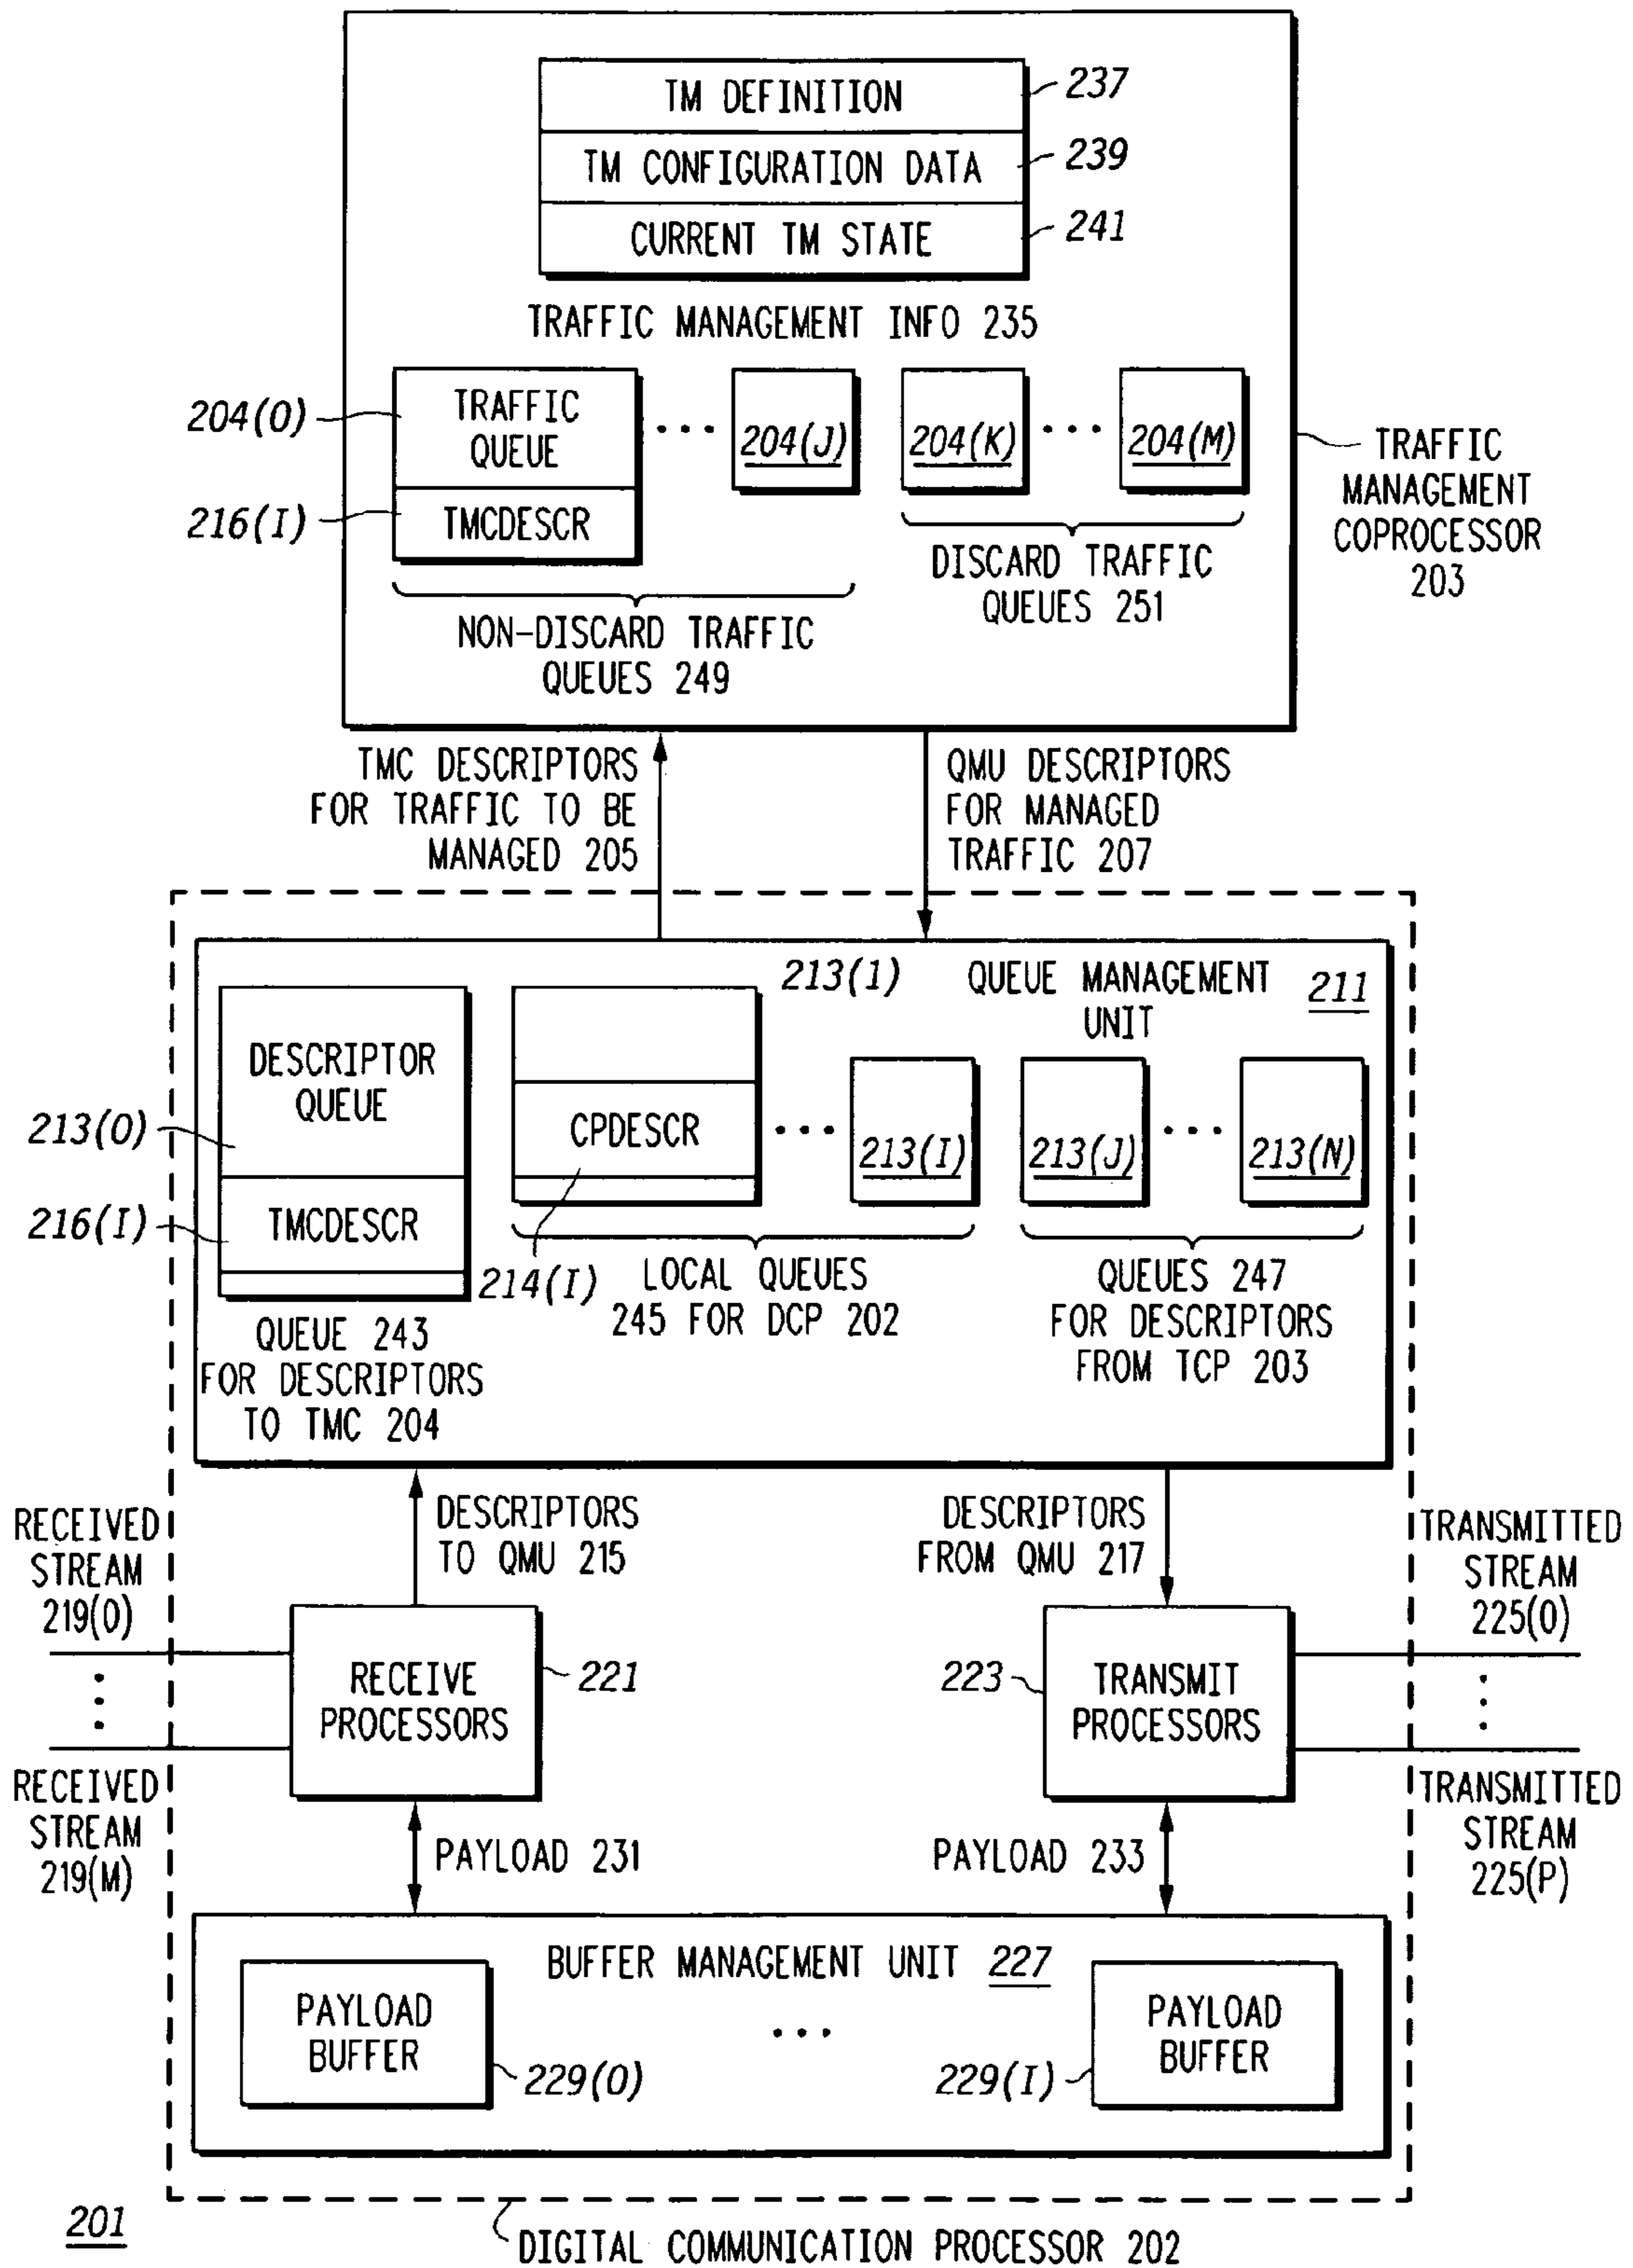 TM DEFINITION
237
TM CONFIGURATION DATA
239
CURRENT TM STATE
241
TRAFFIC MANAGEMENT INFO 235
204(0)
TRAFFIC
QUEUE
216(I)
TMCDESCR
204(J)
204(K)
204(M)
NON-DISCARD TRAFFIC
QUEUES 249
DISCARD TRAFFIC
QUEUES 251
TRAFFIC
MANAGEMENT
COPROCESSOR
203
TMC DESCRIPTORS
FOR TRAFFIC TO BE
MANAGED 205
QMU DESCRIPTORS
FOR MANAGED
TRAFFIC 207
213(1)
QUEUE MANAGEMENT
UNIT
211
DESCRIPTOR
QUEUE
213(0)
216(I)
TMCDESCR
CPDESCR
214(I)
213(I)
213(J)
213(N)
QUEUE 243
FOR DESCRIPTORS
TO TMC 204
LOCAL QUEUES
245 FOR DCP 202
QUEUES 247
FOR DESCRIPTORS
FROM TCP 203
RECEIVED
STREAM
219(0)
DESCRIPTORS
TO QMU 215
DESCRIPTORS
FROM QMU 217
TRANSMITTED
STREAM
225(0)
RECEIVE
PROCESSORS
221
223
TRANSMIT
PROCESSORS
RECEIVED
STREAM
219(M)
PAYLOAD 231
PAYLOAD 233
TRANSMITTED
STREAM
225(P)
BUFFER MANAGEMENT UNIT 227
PAYLOAD
BUFFER
229(0)
229(I)
PAYLOAD
BUFFER
201
DIGITAL COMMUNICATION PROCESSOR 202